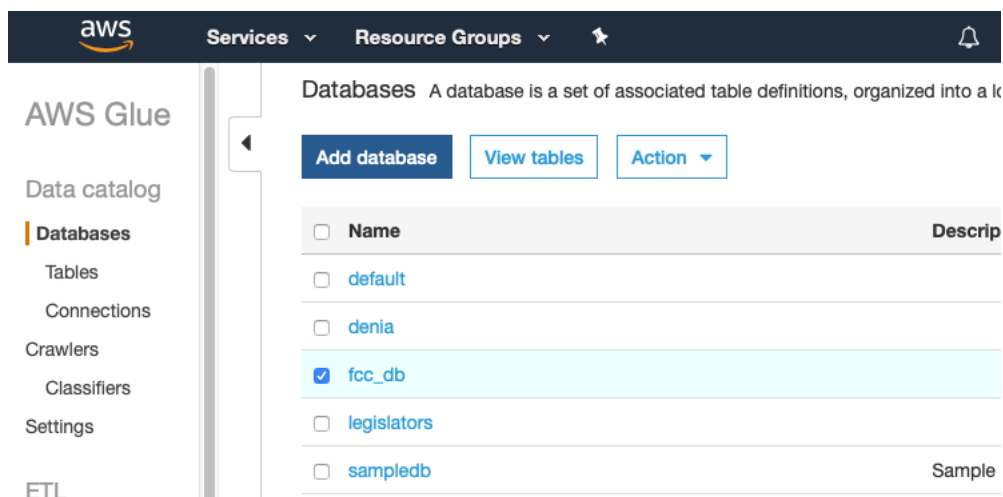 aws
Services
Resource Groups
AWS Glue
Data catalog
Databases
Tables
Connections
Crawlers
Classifiers
Settings
ETL
Databases A database is a set of associated table definitions, organized into a lo
Add database
View tables
Action
Name
Descrip
default
denia
fcc_db
legislators
sampledb
Sample